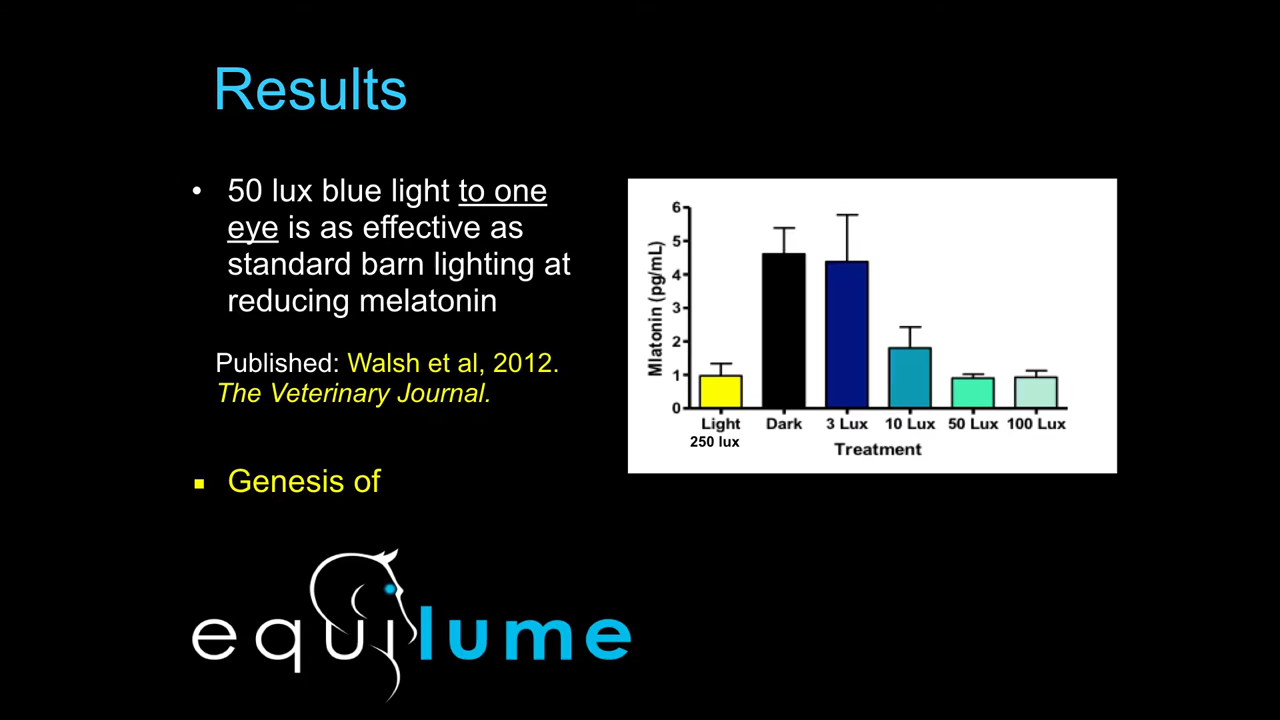 Results
• 50 lux blue light to one
eye is as effective as
standard barn lighting at
reducing melatonin
Published: Walsh et al, 2012.
The Veterinary Journal.
▪ Genesis of
equilume
Mlatonin (pg/mL)
6
5
4
3
2
1
0
Light Dark 3 Lux 10 Lux 50 Lux 100 Lux
250 lux
Treatment